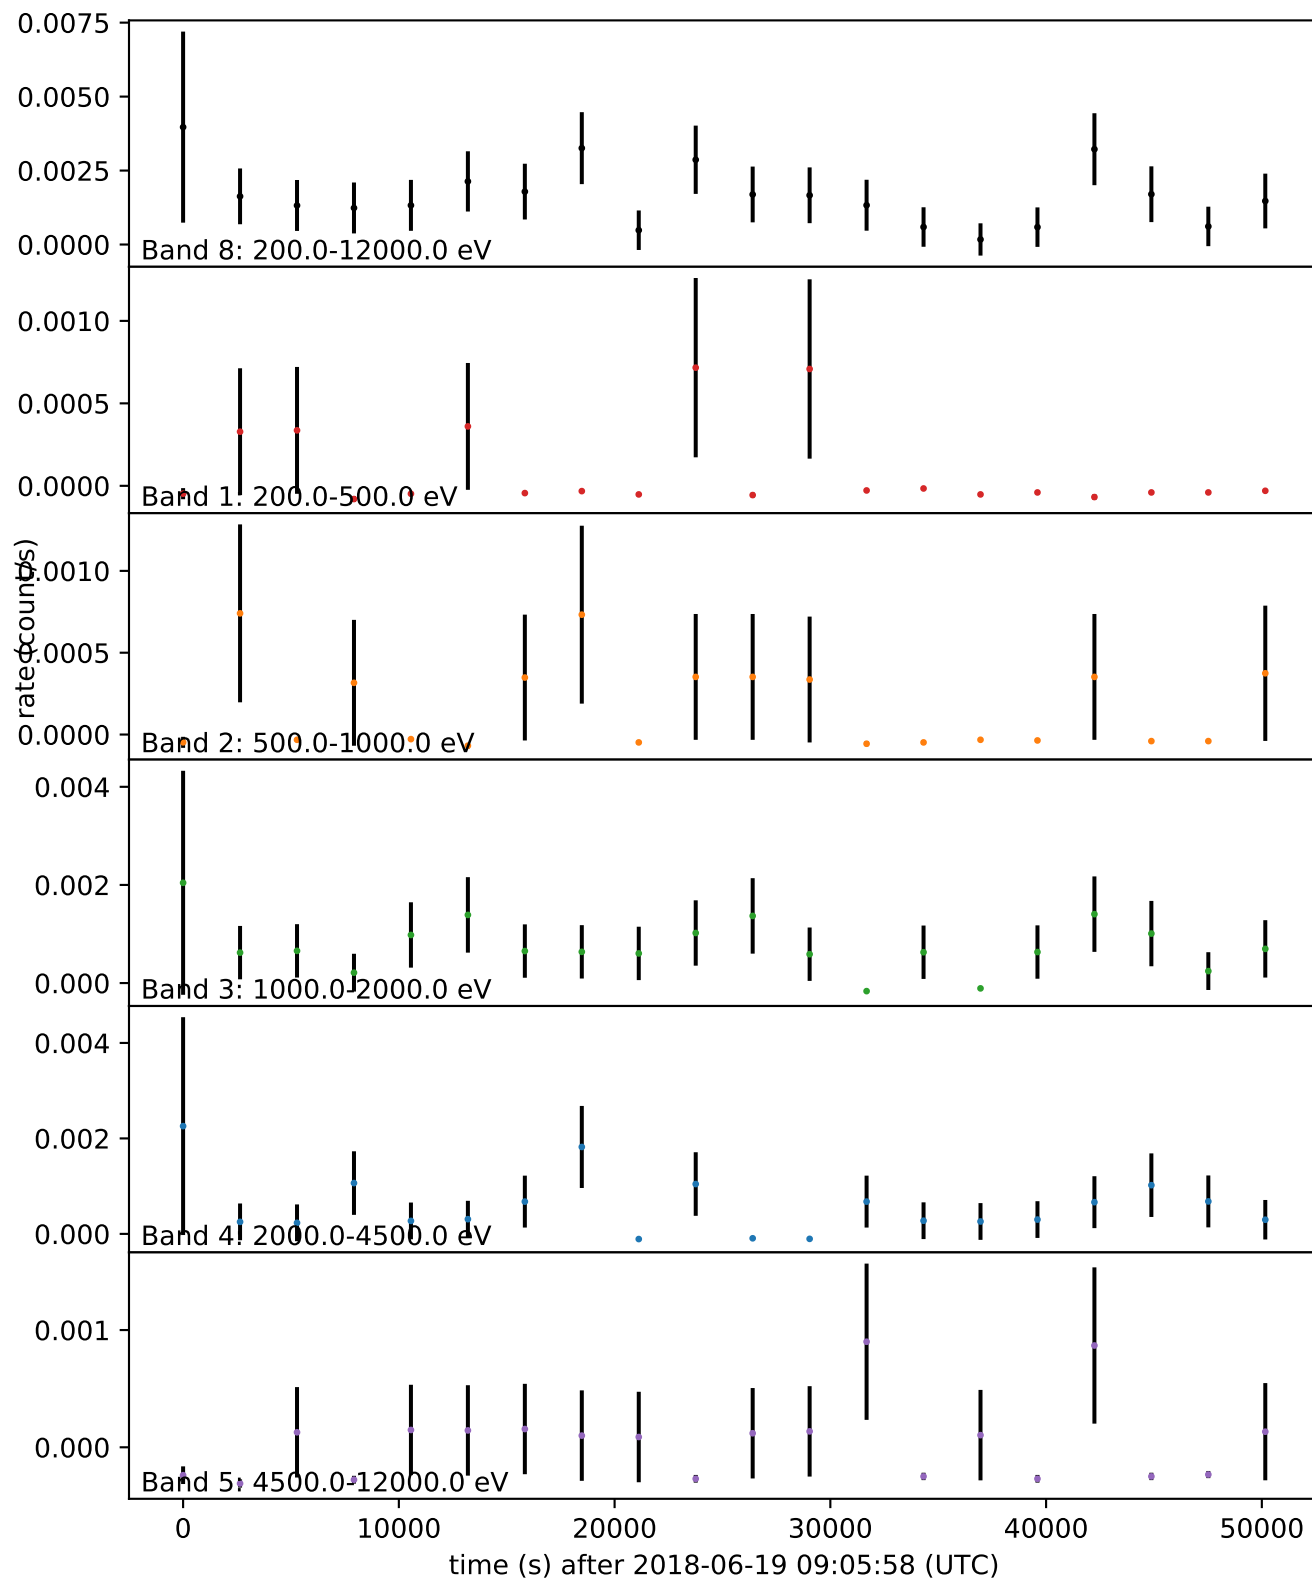 0.0075
0.0050
0.0025
0.0000
Band 8: 200.0-12000.0 eV
0.0010
0.0005
0.0000
Band 1: 200.0-500.0 eV
rate (count/s)
0.0010
0.0005
0.0000
Band 2: 500.0-1000.0 eV
0.004
0.002
0.000
Band 3: 1000.0-2000.0 eV
0.004
0.002
0.000
Band 4: 2000.0-4500.0 eV
0.001
0.000
Band 5: 4500.0-12000.0 eV
0 10000 20000 30000 40000 50000
time (s) after 2018-06-19 09:05:58 (UTC)